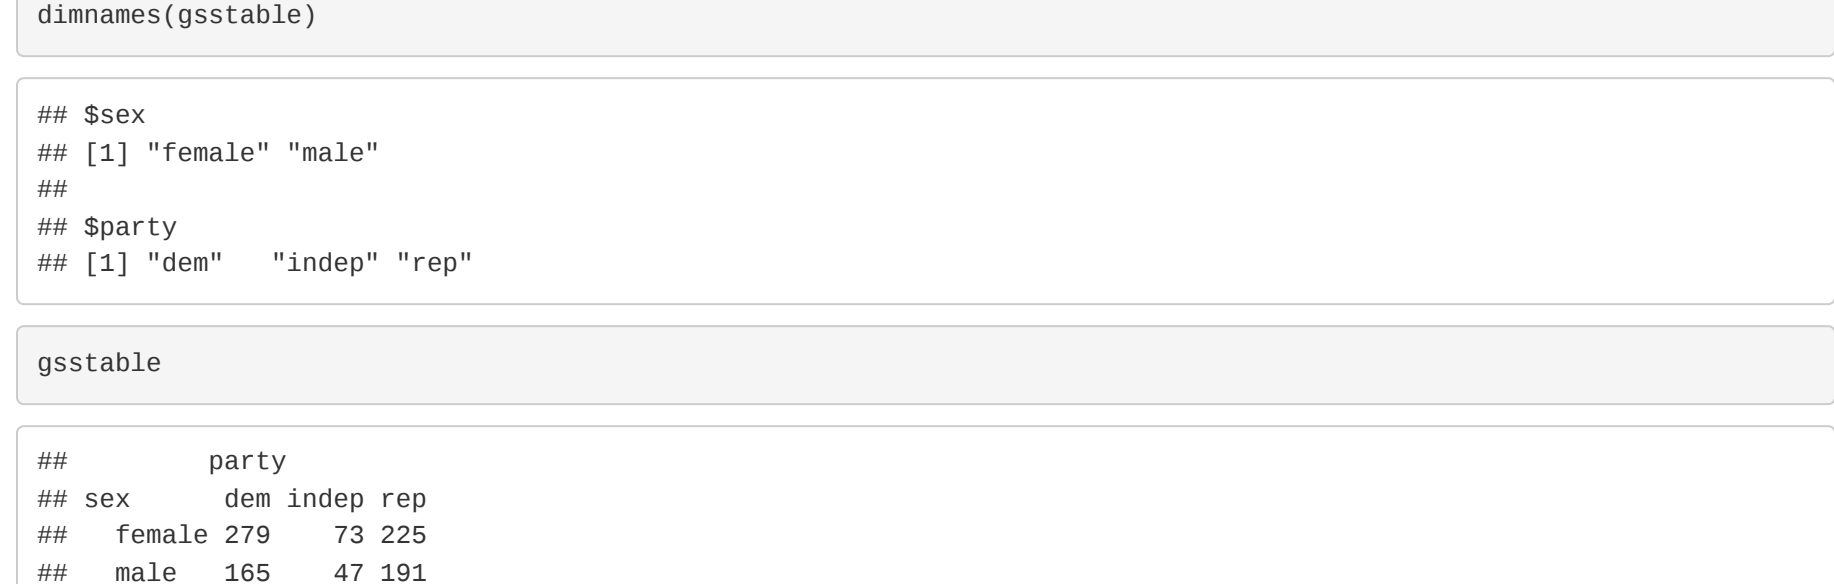 dimnames(gsstable)
## $sex
## [1] "female" "male"
##
## $party
## [1] "dem"   "indep" "rep"
gsstable
##         party
## sex      dem indep rep
##   female 279    73 225
##   male   165    47 191